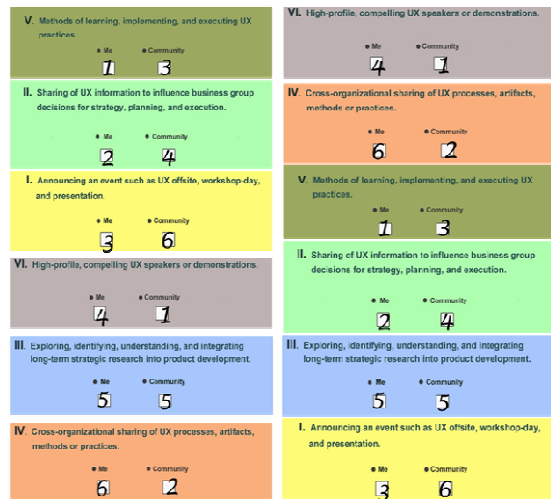 V. Methods of learning, implementing, and executing UX
practices.
Me Community
1 3
II. Sharing of UX information to influence business group
decisions for strategy, planning, and execution.
Me Community
2 4
I. Announcing an event such as UX offsite, workshop-day,
and presentation.
Me Community
3 6
VI. High-profile, compelling UX speakers or demonstrations.
Me Community
4 1
III. Exploring, identifying, understanding, and integrating
long-term strategic research into product development.
Me Community
5 5
IV. Cross-organizational sharing of UX processes, artifacts,
methods or practices.
Me Community
6 2
VI. High-profile, compelling UX speakers or demonstrations.
Me Community
4 1
IV. Cross-organizational sharing of UX processes, artifacts,
methods or practices.
Me Community
6 2
V. Methods of learning, implementing, and executing UX
practices.
Me Community
1 3
II. Sharing of UX information to influence business group
decisions for strategy, planning, and execution.
Me Community
2 4
III. Exploring, identifying, understanding, and integrating
long-term strategic research into product development.
Me Community
5 5
I. Announcing an event such as UX offsite, workshop-day,
and presentation.
Me Community
3 6